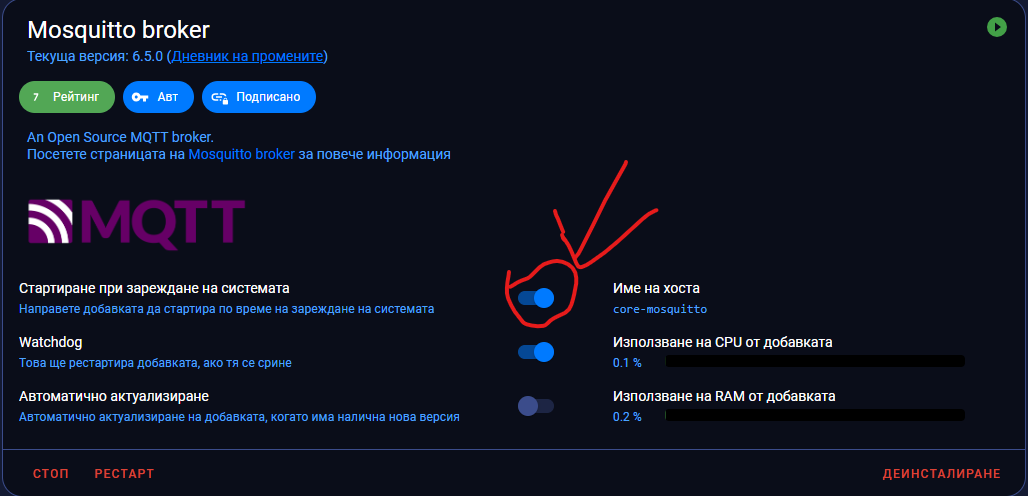 Mosquitto broker
Текуща версия: 6.5.0 (Дневник на промените)
7 Рейтинг
Авт
Подписано
An Open Source MQTT broker.
Посетете страницата на Mosquitto broker за повече информация
MQTT
Стартиране при зареждане на системата
Направете добавката да стартира по време на зареждане на системата
Име на хоста
core-mosquitto
Watchdog
Това ще рестартира добавката, ако тя се срине
Използване на CPU от добавката
0.1 %
Автоматично актуализиране
Автоматично актуализиране на добавката, когато има налична нова версия
Използване на RAM от добавката
0.2 %
СТОП
РЕСТАРТ
ДЕИНСТАЛИРАНЕ